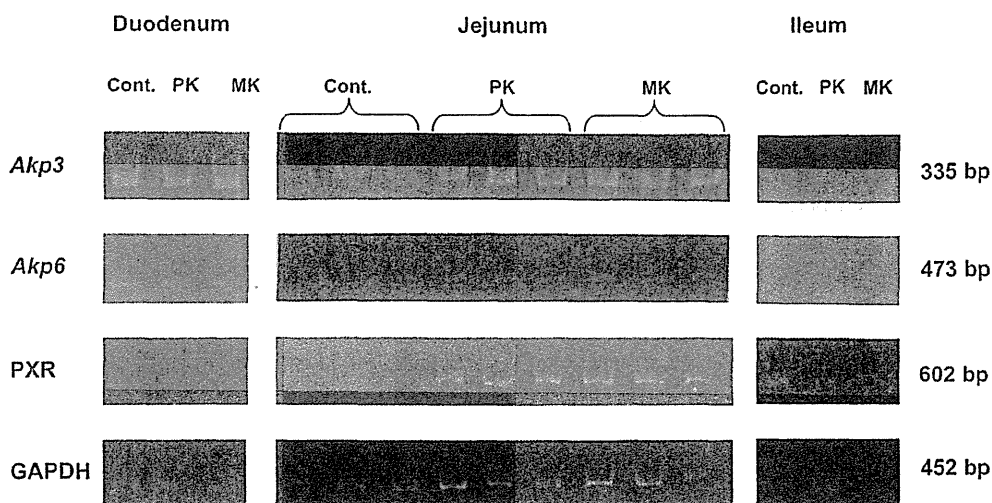 Duodenum Jejunum Ileum
Cont. PK MK Cont. PK MK Cont. PK MK
Akp3 335 bp
Akp6 473 bp
PXR 602 bp
GAPDH 452 bp